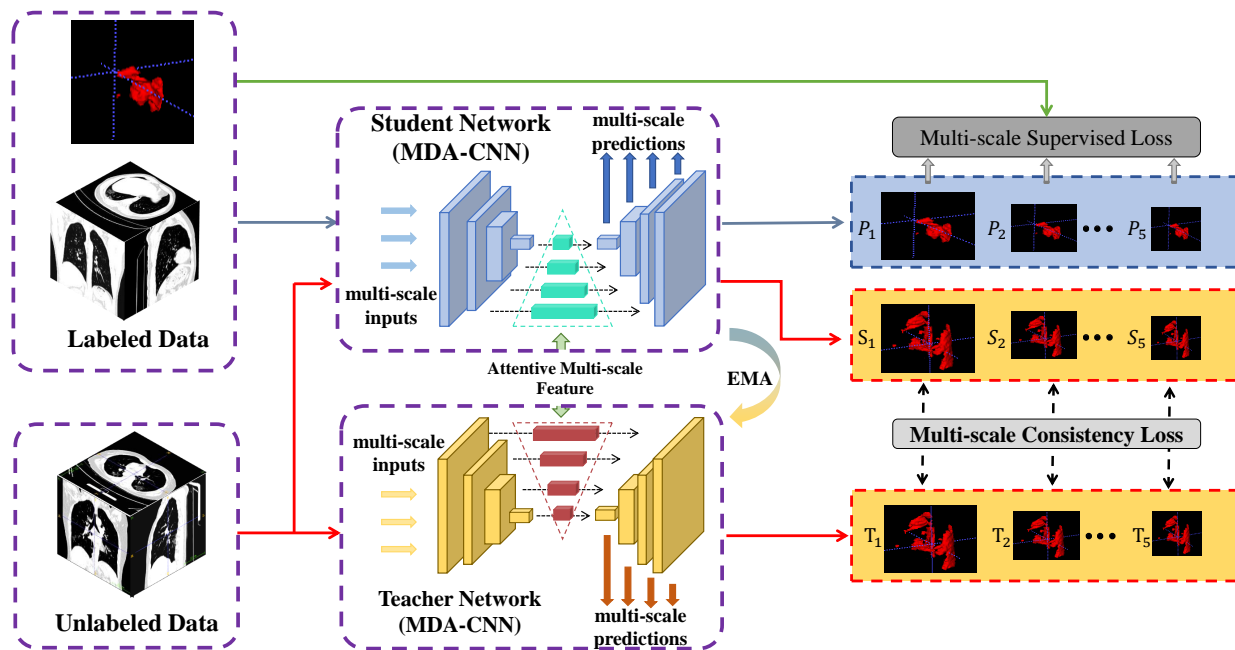 Labeled Data
Unlabeled Data
Student Network
(MDA-CNN)
multi-scale
predictions
multi-scale
inputs
Attentive Multi-scale
Feature
EMA
multi-scale
inputs
Teacher Network
(MDA-CNN)
multi-scale
predictions
Multi-scale Supervised Loss
P₁ P₂ ••• P₅
S₁ S₂ ••• S₅
Multi-scale Consistency Loss
T₁ T₂ ••• T₅